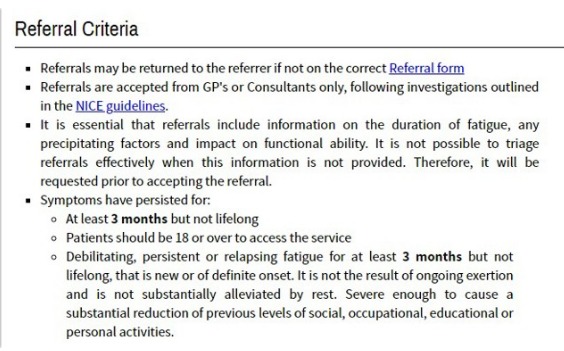 Referral Criteria
Referrals may be returned to the referrer if not on the correct Referral form
Referrals are accepted from GP's or Consultants only, following investigations outlined
in the NICE guidelines.
It is essential that referrals include information on the duration of fatigue, any
precipitating factors and impact on functional ability. It is not possible to triage
referrals effectively when this information is not provided. Therefore, it will be
requested prior to accepting the referral.
Symptoms have persisted for:
At least 3 months but not lifelong
Patients should be 18 or over to access the service
Debilitating, persistent or relapsing fatigue for at least 3 months but not
lifelong, that is new or of definite onset. It is not the result of ongoing exertion
and is not substantially alleviated by rest. Severe enough to cause a
substantial reduction of previous levels of social, occupational, educational or
personal activities.